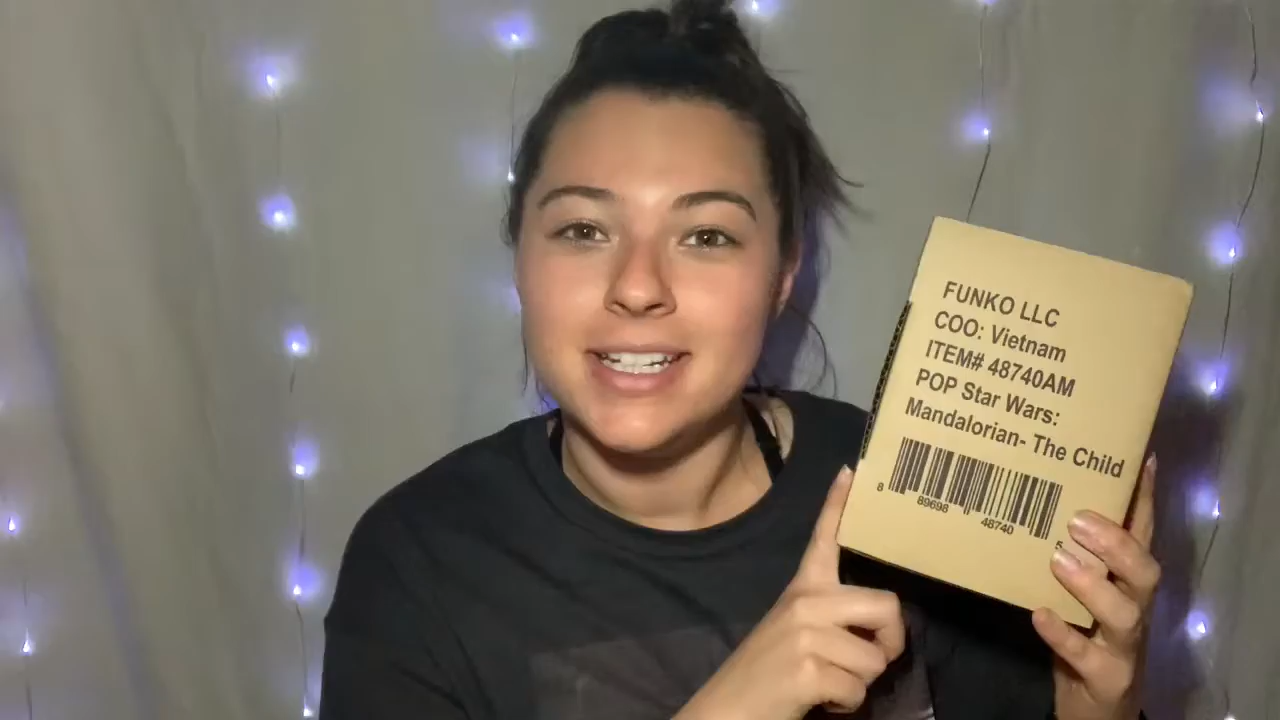 FUNKO LLC
COO: Vietnam
ITEM# 48740AM
POP Star Wars:
Mandalorian- The Child
8 89698 48740 5